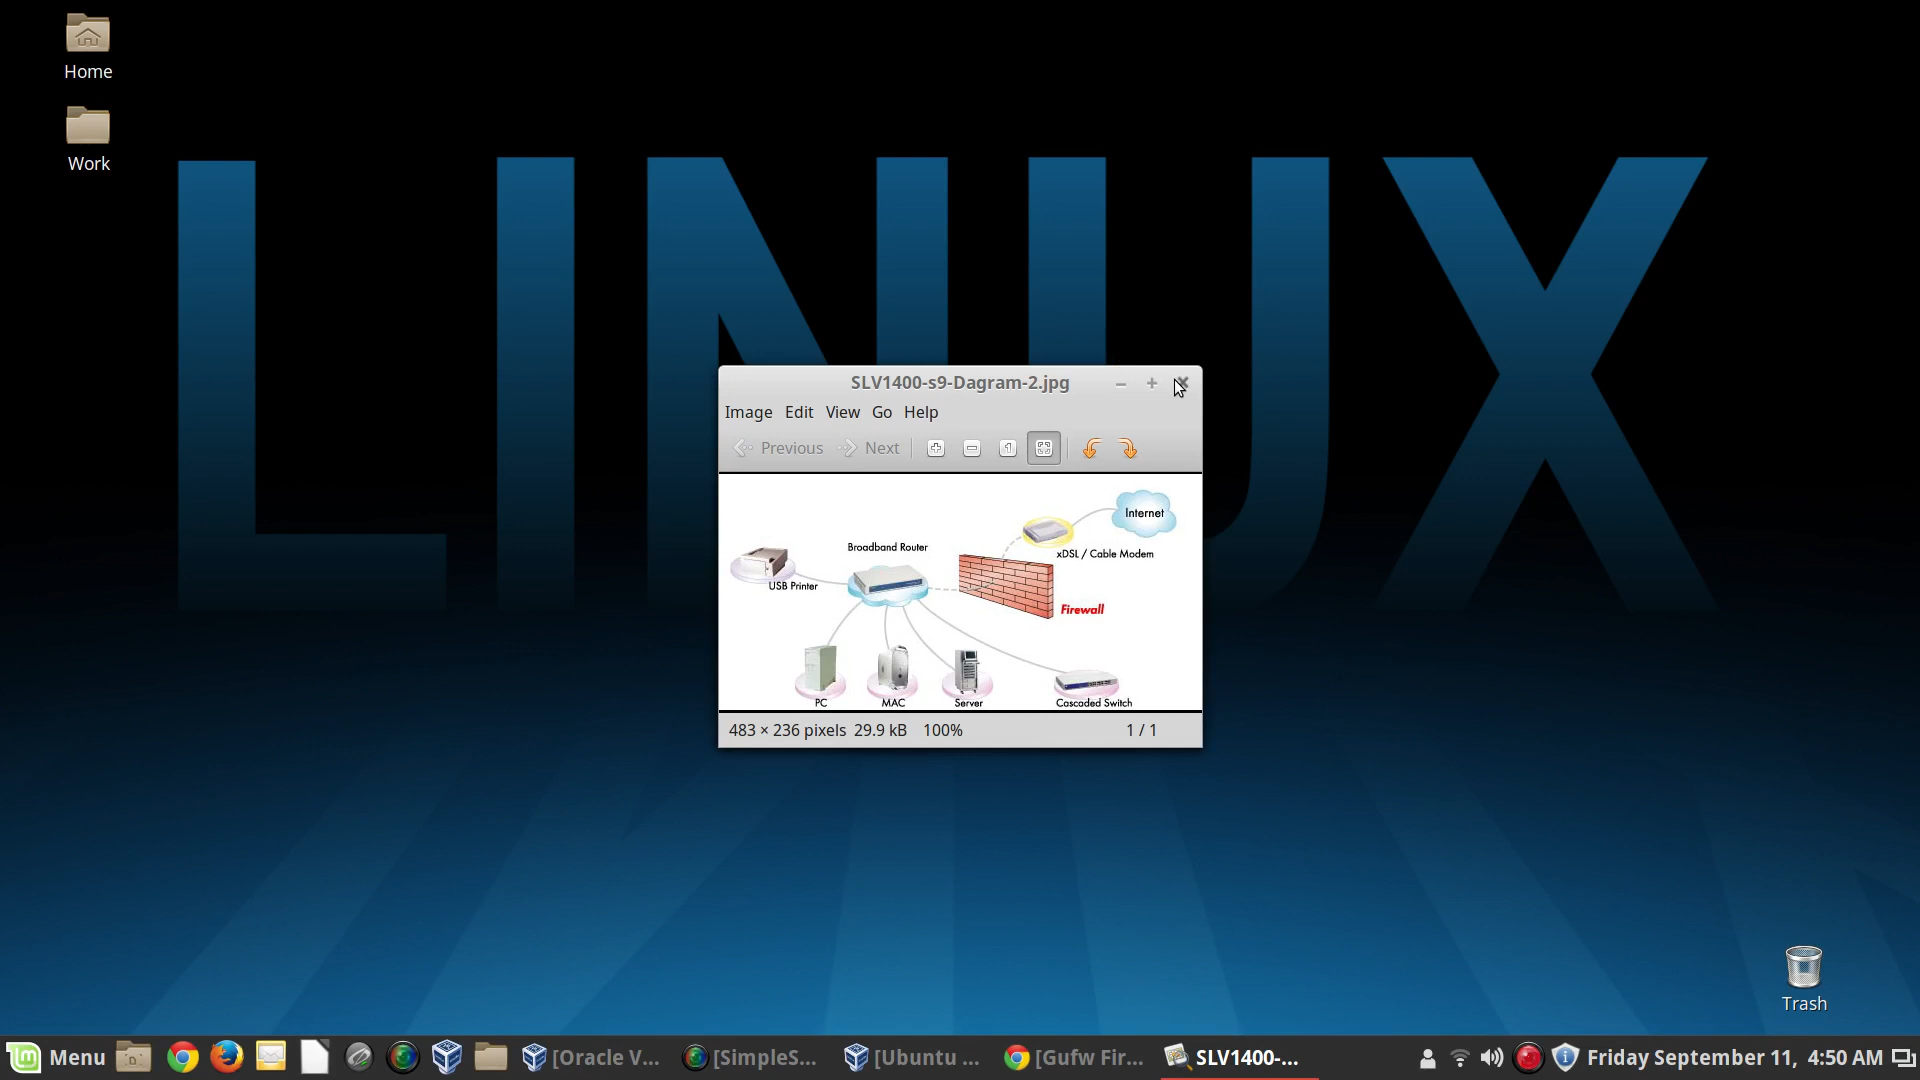 Home
Work
LINUX
SLV1400-s9-Dagram-2.jpg
Image Edit View Go Help
Previous Next
Internet
Broadband Router
xDSL / Cable Modem
USB Printer
Firewall
PC MAC Server Cascaded Switch
483 × 236 pixels 29.9 kB 100% 1 / 1
Trash
Menu [Oracle V... [SimpleS... [Ubuntu ... [Gufw Fir... SLV1400-... Friday September 11, 4:50 AM